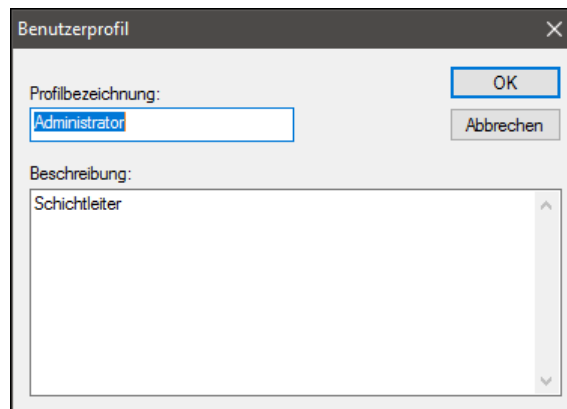 Benutzerprofil
OK
Profilbezeichnung:
Administrator
Abbrechen
Beschreibung:
Schichtleiter